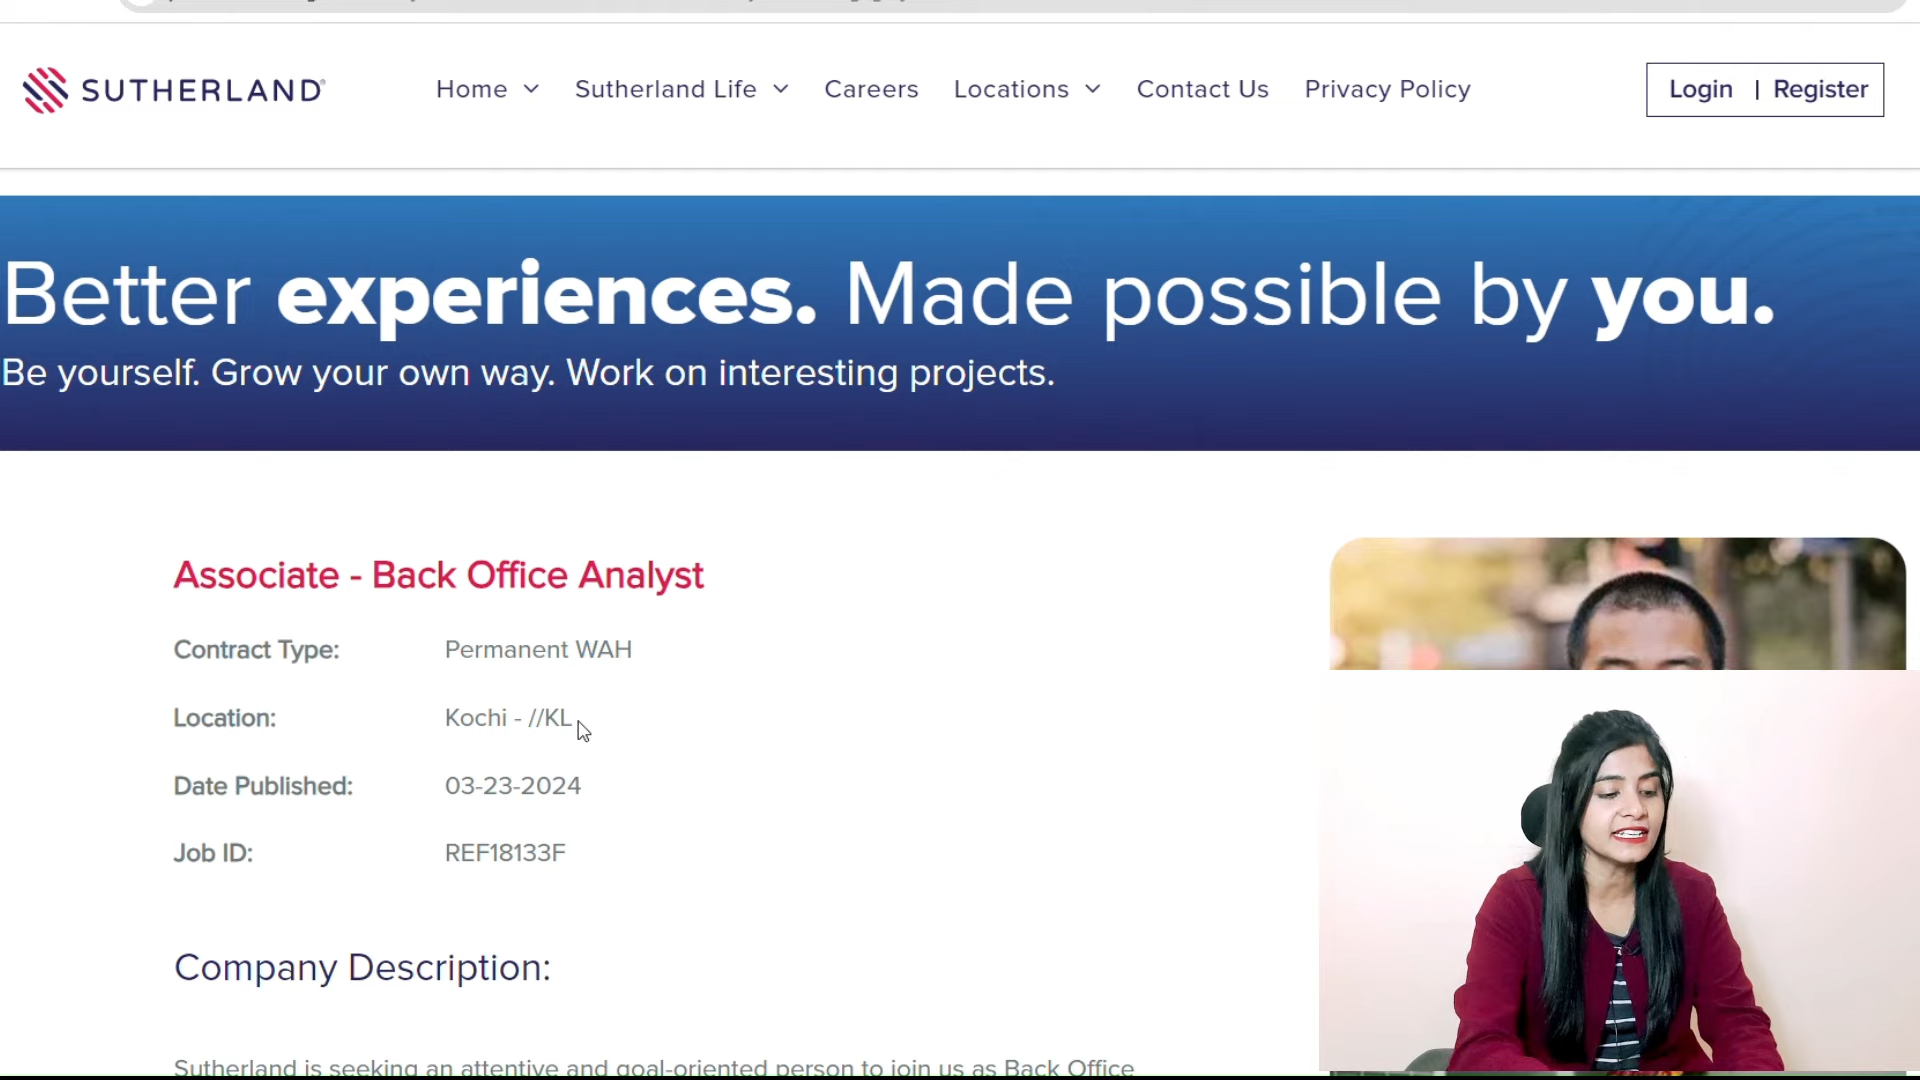 SUTHERLAND
Home
Sutherland Life
Careers
Locations
Contact Us
Privacy Policy
Login | Register
Better experiences. Made possible by you.
Be yourself. Grow your own way. Work on interesting projects.
Associate - Back Office Analyst
Contract Type: Permanent WAH
Location: Kochi - //KL
Date Published: 03-23-2024
Job ID: REF18133F
Company Description:
Sutherland is seeking an attentive and goal-oriented person to join us as Back Office